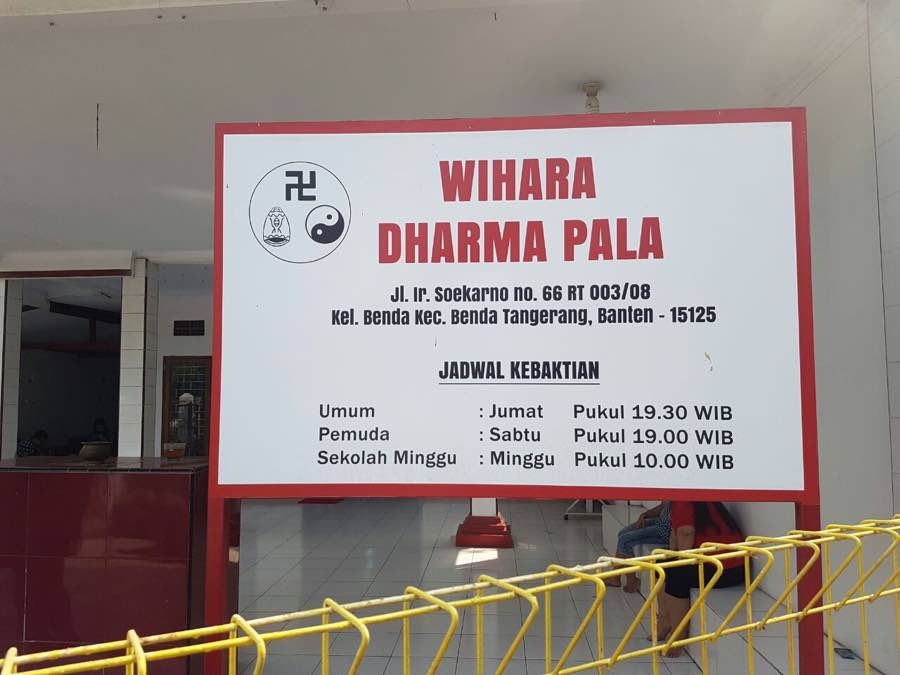 WIHARA
DHARMA PALA
Jl. Ir. Soekarno no. 66 RT 003/08
Kel. Benda Kec. Benda Tangerang, Banten - 15125
JADWAL KEBAKTIAN
Umum : Jumat Pukul 19.30 WIB
Pemuda : Sabtu Pukul 19.00 WIB
Sekolah Minggu : Minggu Pukul 10.00 WIB